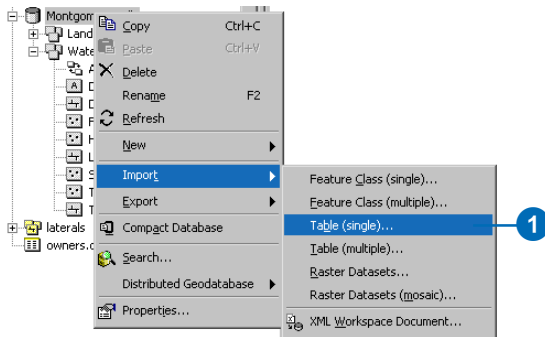 Montgom
Land
Wate
A
D
D
F
H
L
S
T
T
laterals
owners.d
Copy Ctrl+C
Paste Ctrl+V
Delete
Rename F2
Refresh
New
Import
Export
Compact Database
Search...
Distributed Geodatabase
Properties...
Feature Class (single)...
Feature Class (multiple)...
Table (single)...
Table (multiple)...
Raster Datasets...
Raster Datasets (mosaic)...
XML Workspace Document...
1